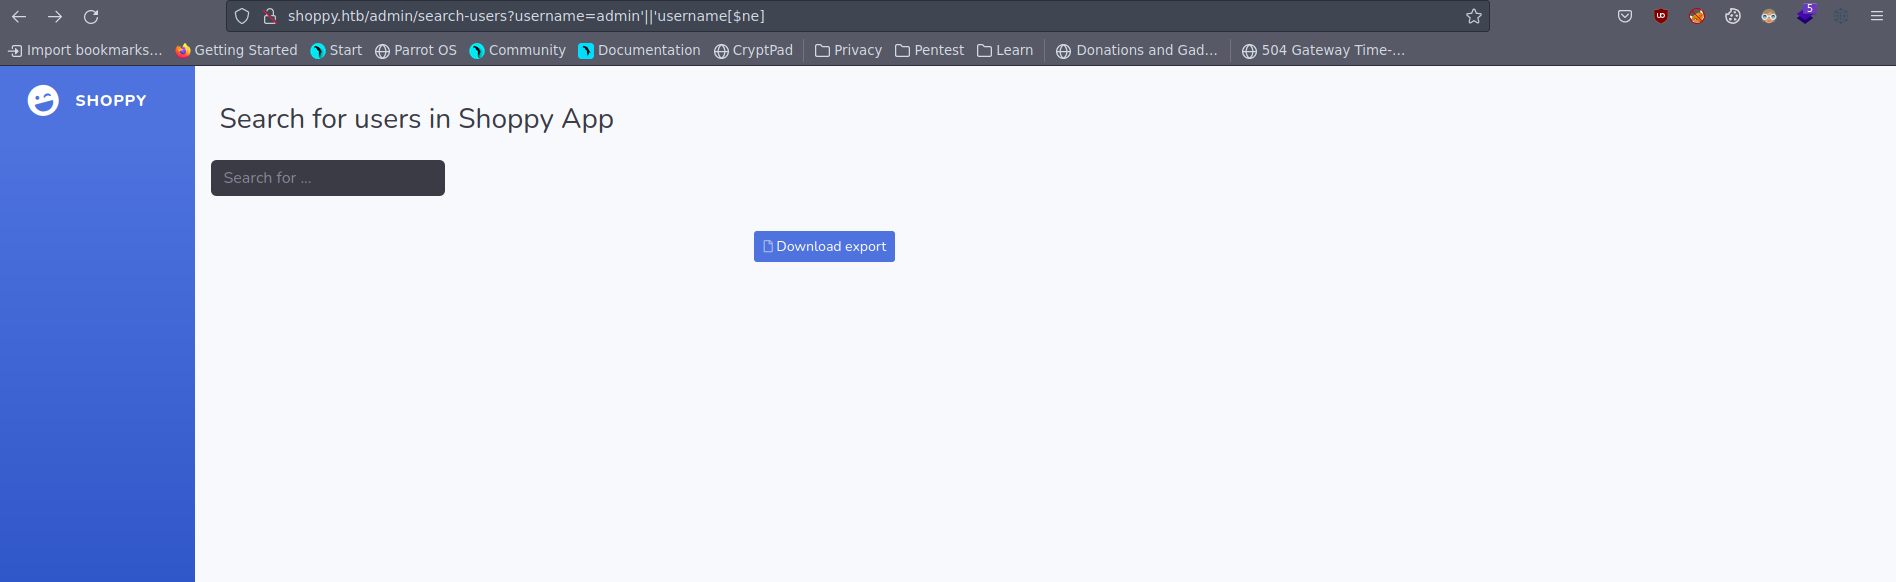 shoppy.htb/admin/search-users?username=admin'||'username[$ne]
5
Import bookmarks... Getting Started Start Parrot OS Community Documentation CryptPad Privacy Pentest Learn Donations and Gad... 504 Gateway Time-...
SHOPPY
Search for users in Shoppy App
Search for ...
Download export